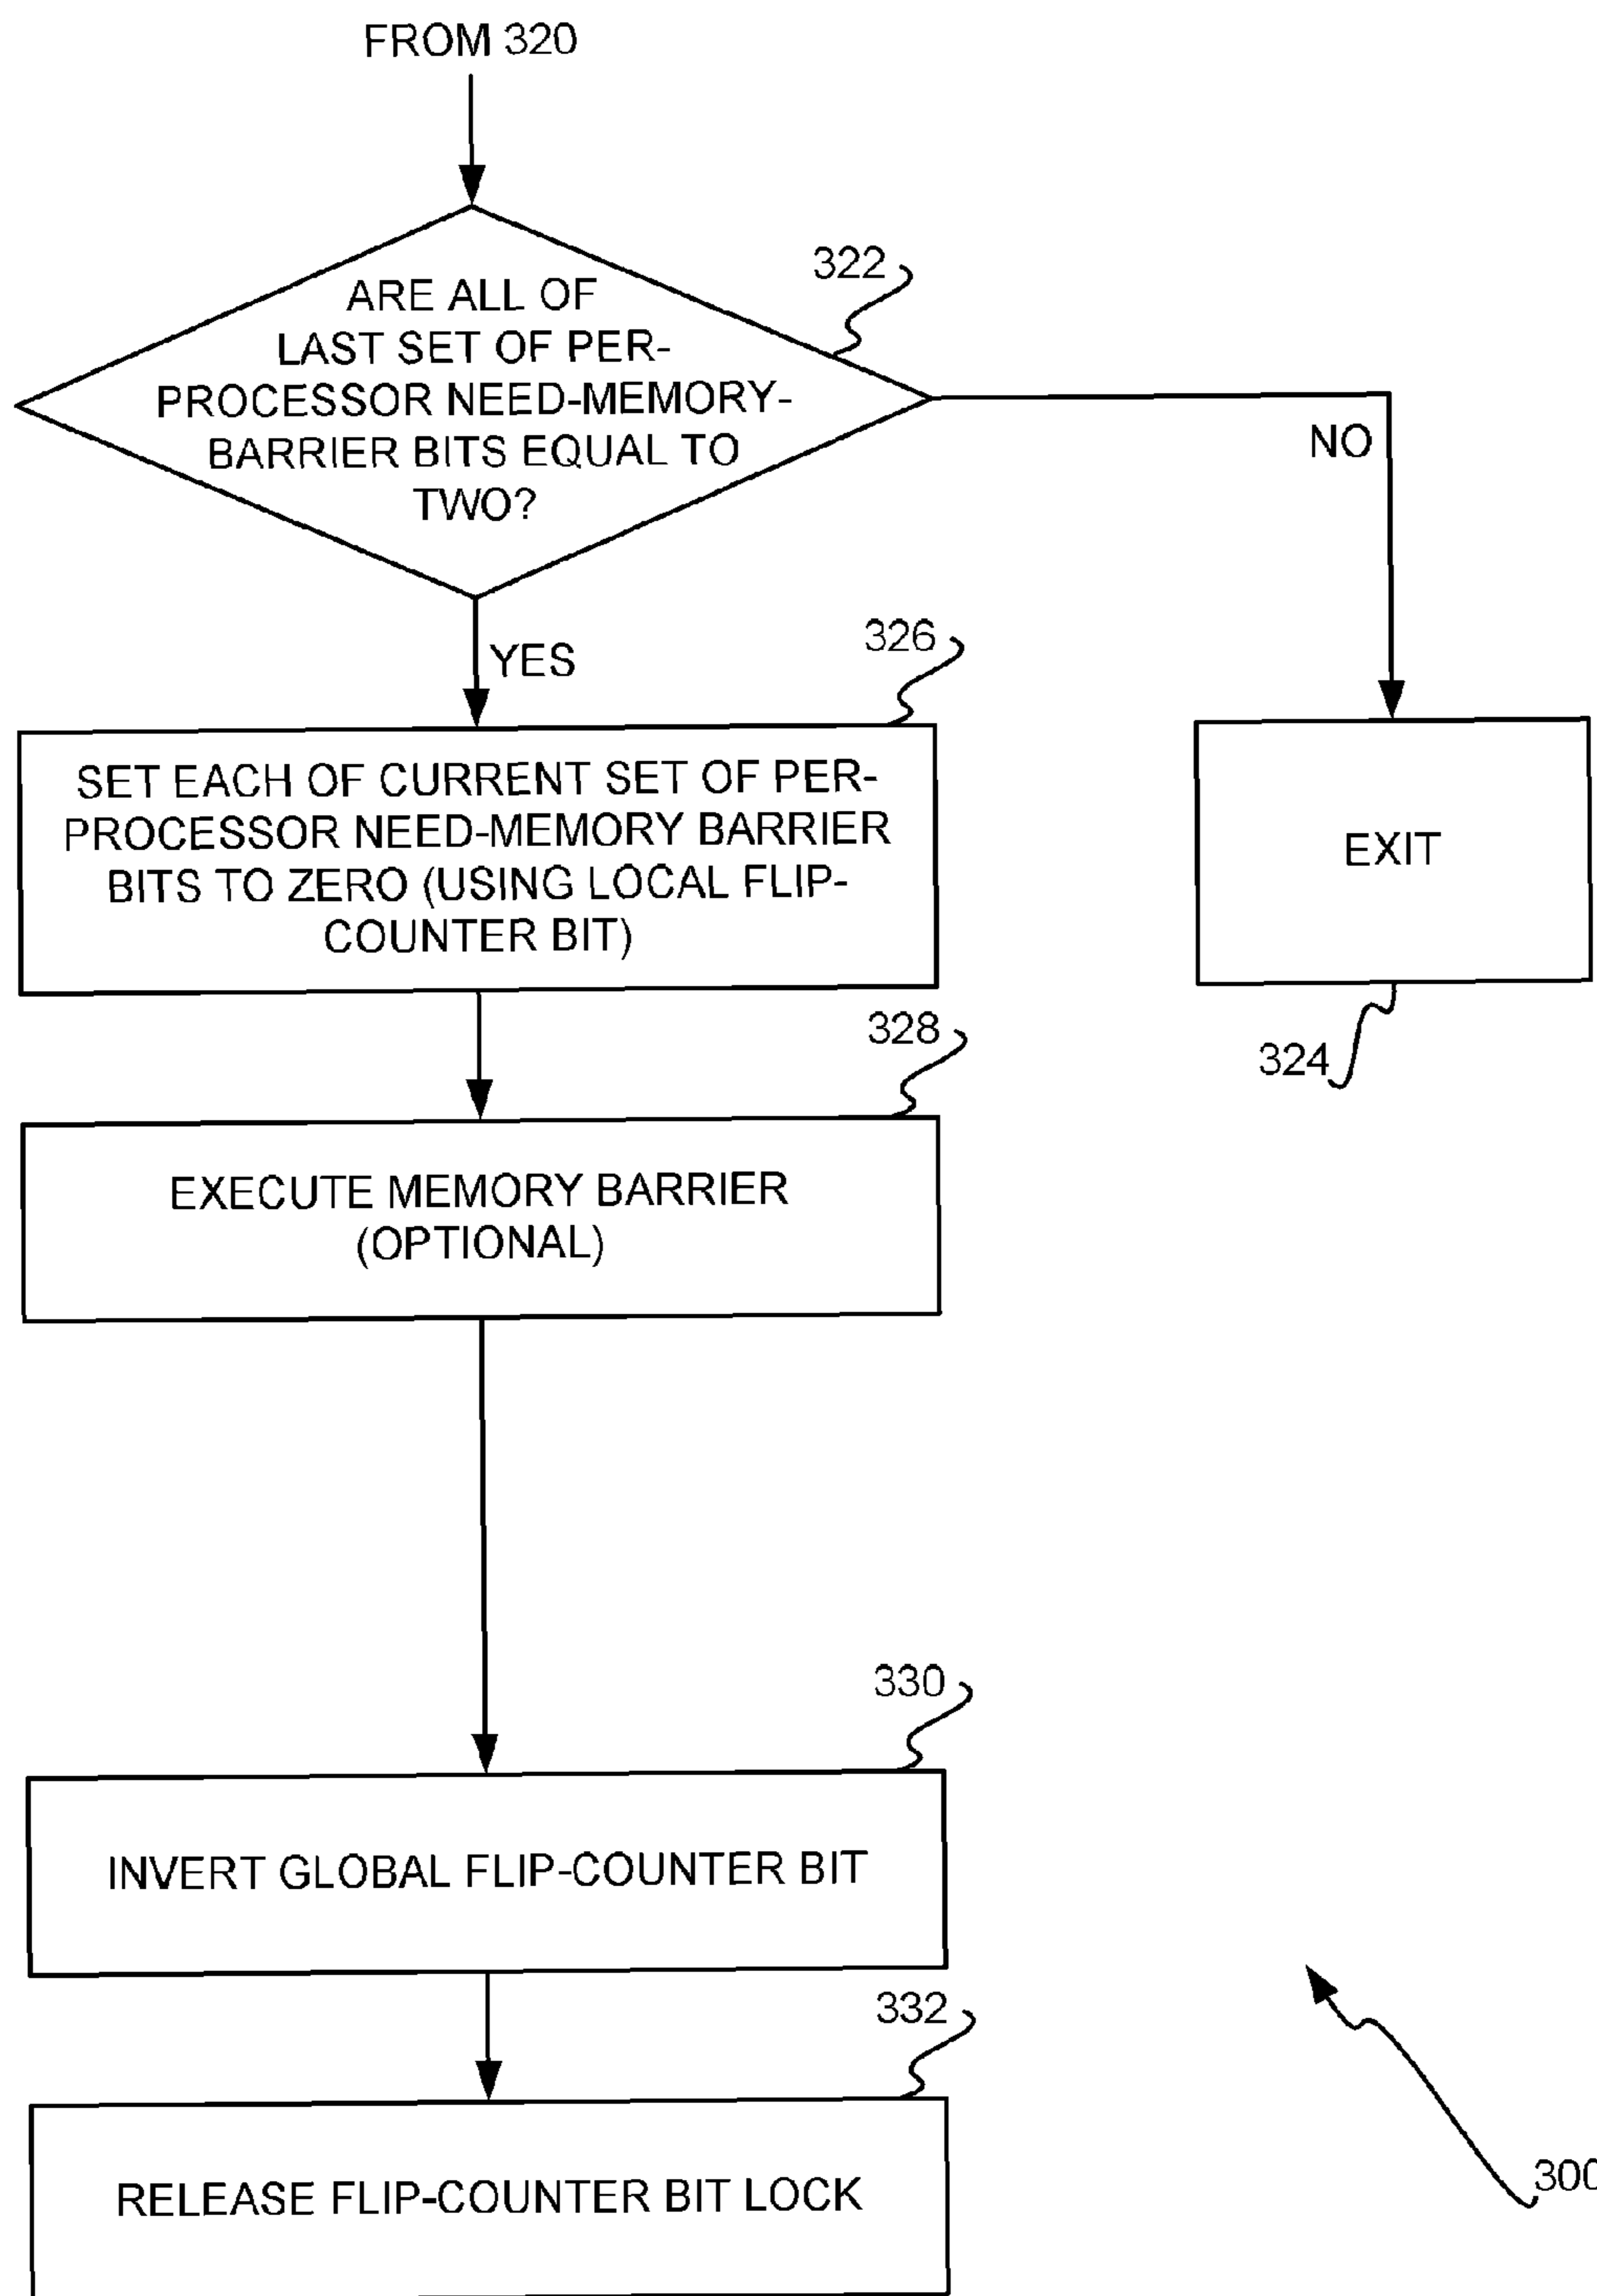 FROM 320
322
ARE ALL OF
LAST SET OF PER-
PROCESSOR NEED-MEMORY-
BARRIER BITS EQUAL TO
TWO?
NO
YES
326
SET EACH OF CURRENT SET OF PER-
PROCESSOR NEED-MEMORY BARRIER
BITS TO ZERO (USING LOCAL FLIP-
COUNTER BIT)
EXIT
324
328
EXECUTE MEMORY BARRIER
(OPTIONAL)
330
INVERT GLOBAL FLIP-COUNTER BIT
332
RELEASE FLIP-COUNTER BIT LOCK
300